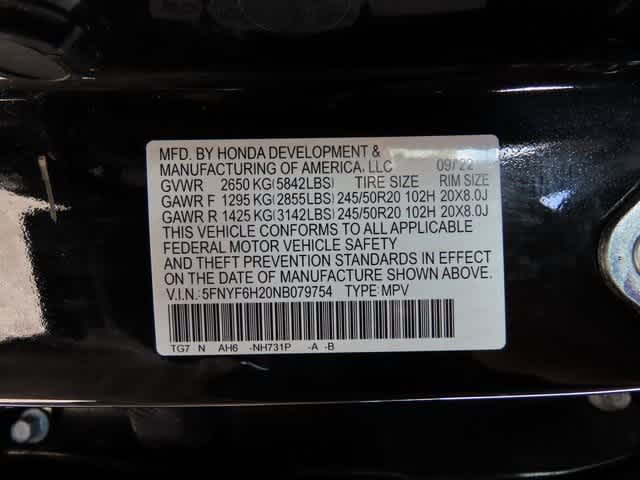 MFD. BY HONDA DEVELOPMENT &
MANUFACTURING OF AMERICA, LLC 09/22
GVWR 2650 KG(5842LBS) TIRE SIZE RIM SIZE
GAWR F 1295 KG(2855LBS) 245/50R20 102H 20X8.0J
GAWR R 1425 KG(3142LBS) 245/50R20 102H 20X8.0J
THIS VEHICLE CONFORMS TO ALL APPLICABLE
FEDERAL MOTOR VEHICLE SAFETY
AND THEFT PREVENTION STANDARDS IN EFFECT
ON THE DATE OF MANUFACTURE SHOWN ABOVE.
V.I.N.: 5FNYF6H20NB079754 TYPE: MPV
TG7 N AH6 -NH731P -A -B